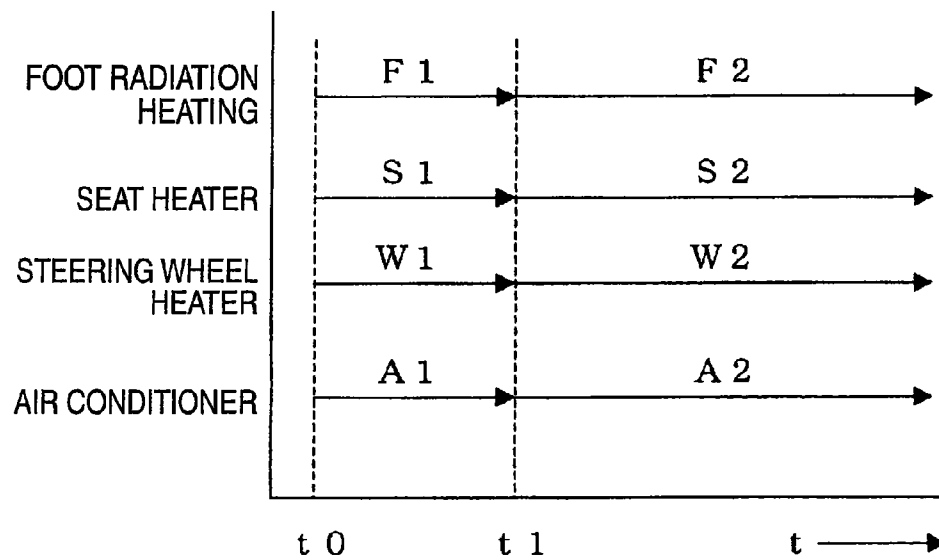 FOOT RADIATION
HEATING
F 1
F 2
SEAT HEATER
S 1
S 2
STEERING WHEEL
HEATER
W 1
W 2
AIR CONDITIONER
A 1
A 2
t 0
t 1
t